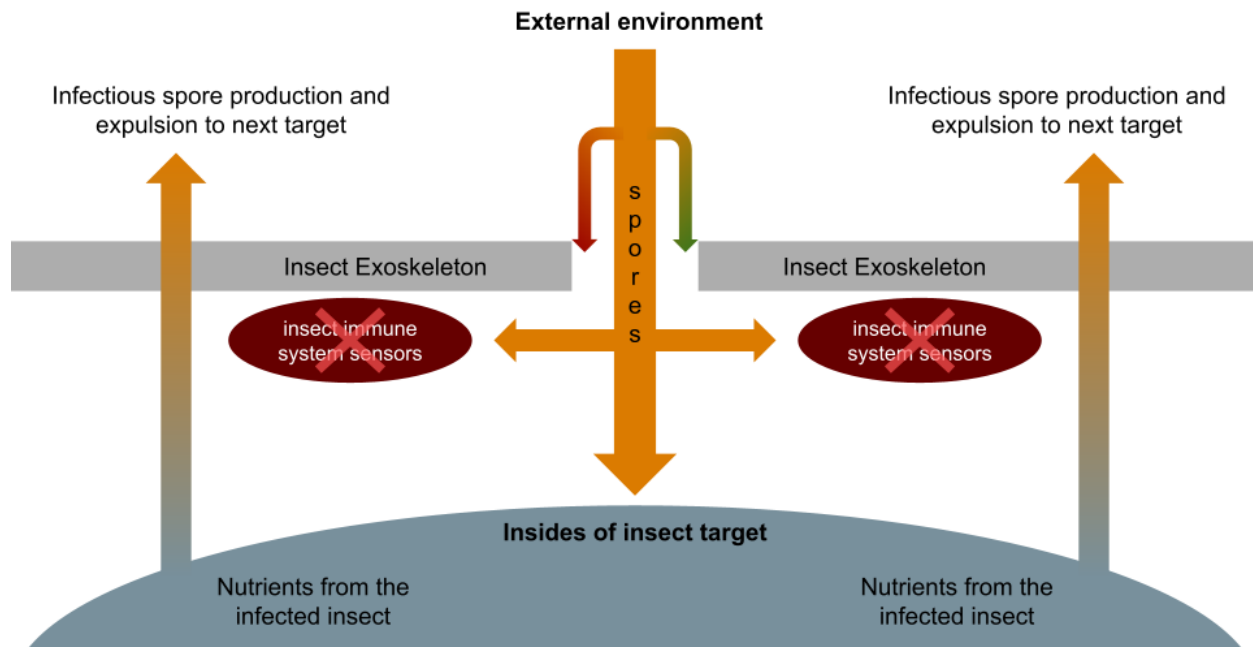 External environment
Infectious spore production and
expulsion to next target
Infectious spore production and
expulsion to next target
spores
Insect Exoskeleton
Insect Exoskeleton
insect immune
system sensors
insect immune
system sensors
Insides of insect target
Nutrients from the
infected insect
Nutrients from the
infected insect